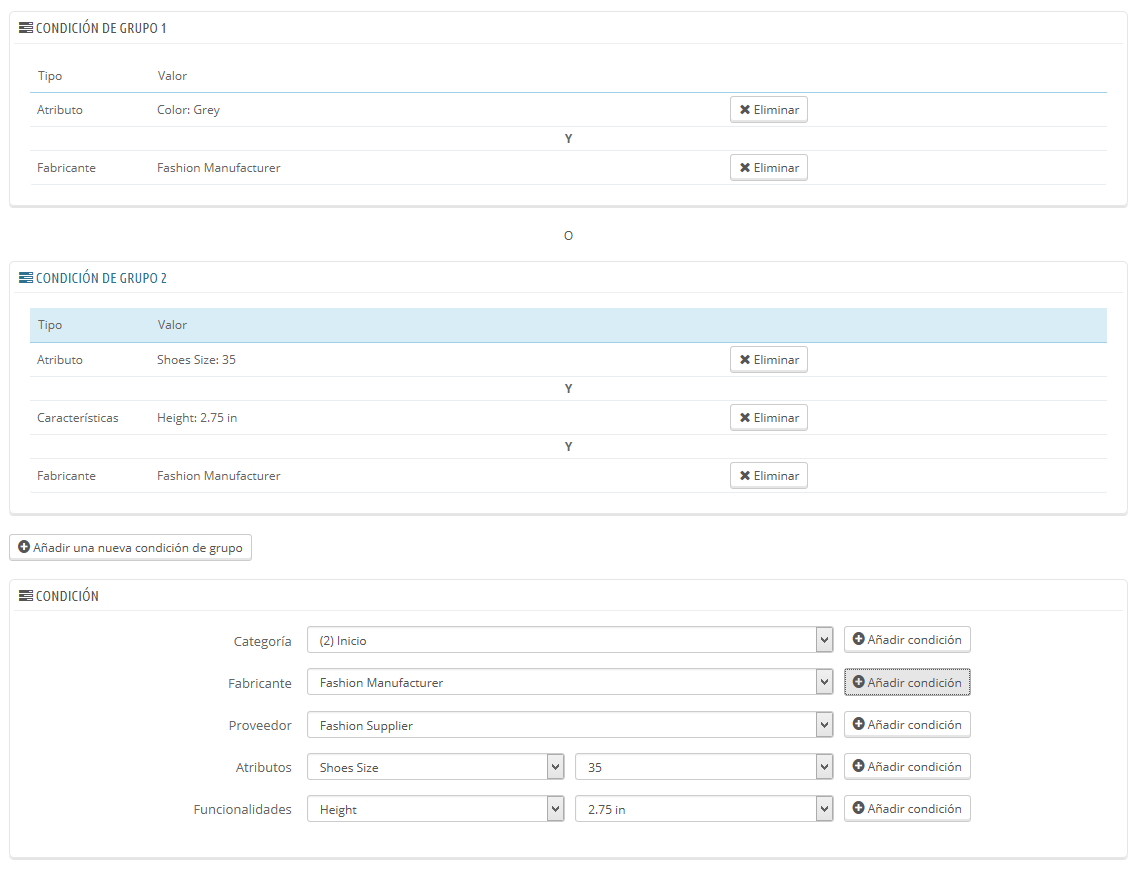 CONDICIÓN DE GRUPO 1
Tipo Valor
Atributo Color: Grey Eliminar
Y
Fabricante Fashion Manufacturer Eliminar
O
CONDICIÓN DE GRUPO 2
Tipo Valor
Atributo Shoes Size: 35 Eliminar
Y
Características Height: 2.75 in Eliminar
Y
Fabricante Fashion Manufacturer Eliminar
Añadir una nueva condición de grupo
CONDICIÓN
Categoría (2) Inicio Añadir condición
Fabricante Fashion Manufacturer Añadir condición
Proveedor Fashion Supplier Añadir condición
Atributos Shoes Size 35 Añadir condición
Funcionalidades Height 2.75 in Añadir condición